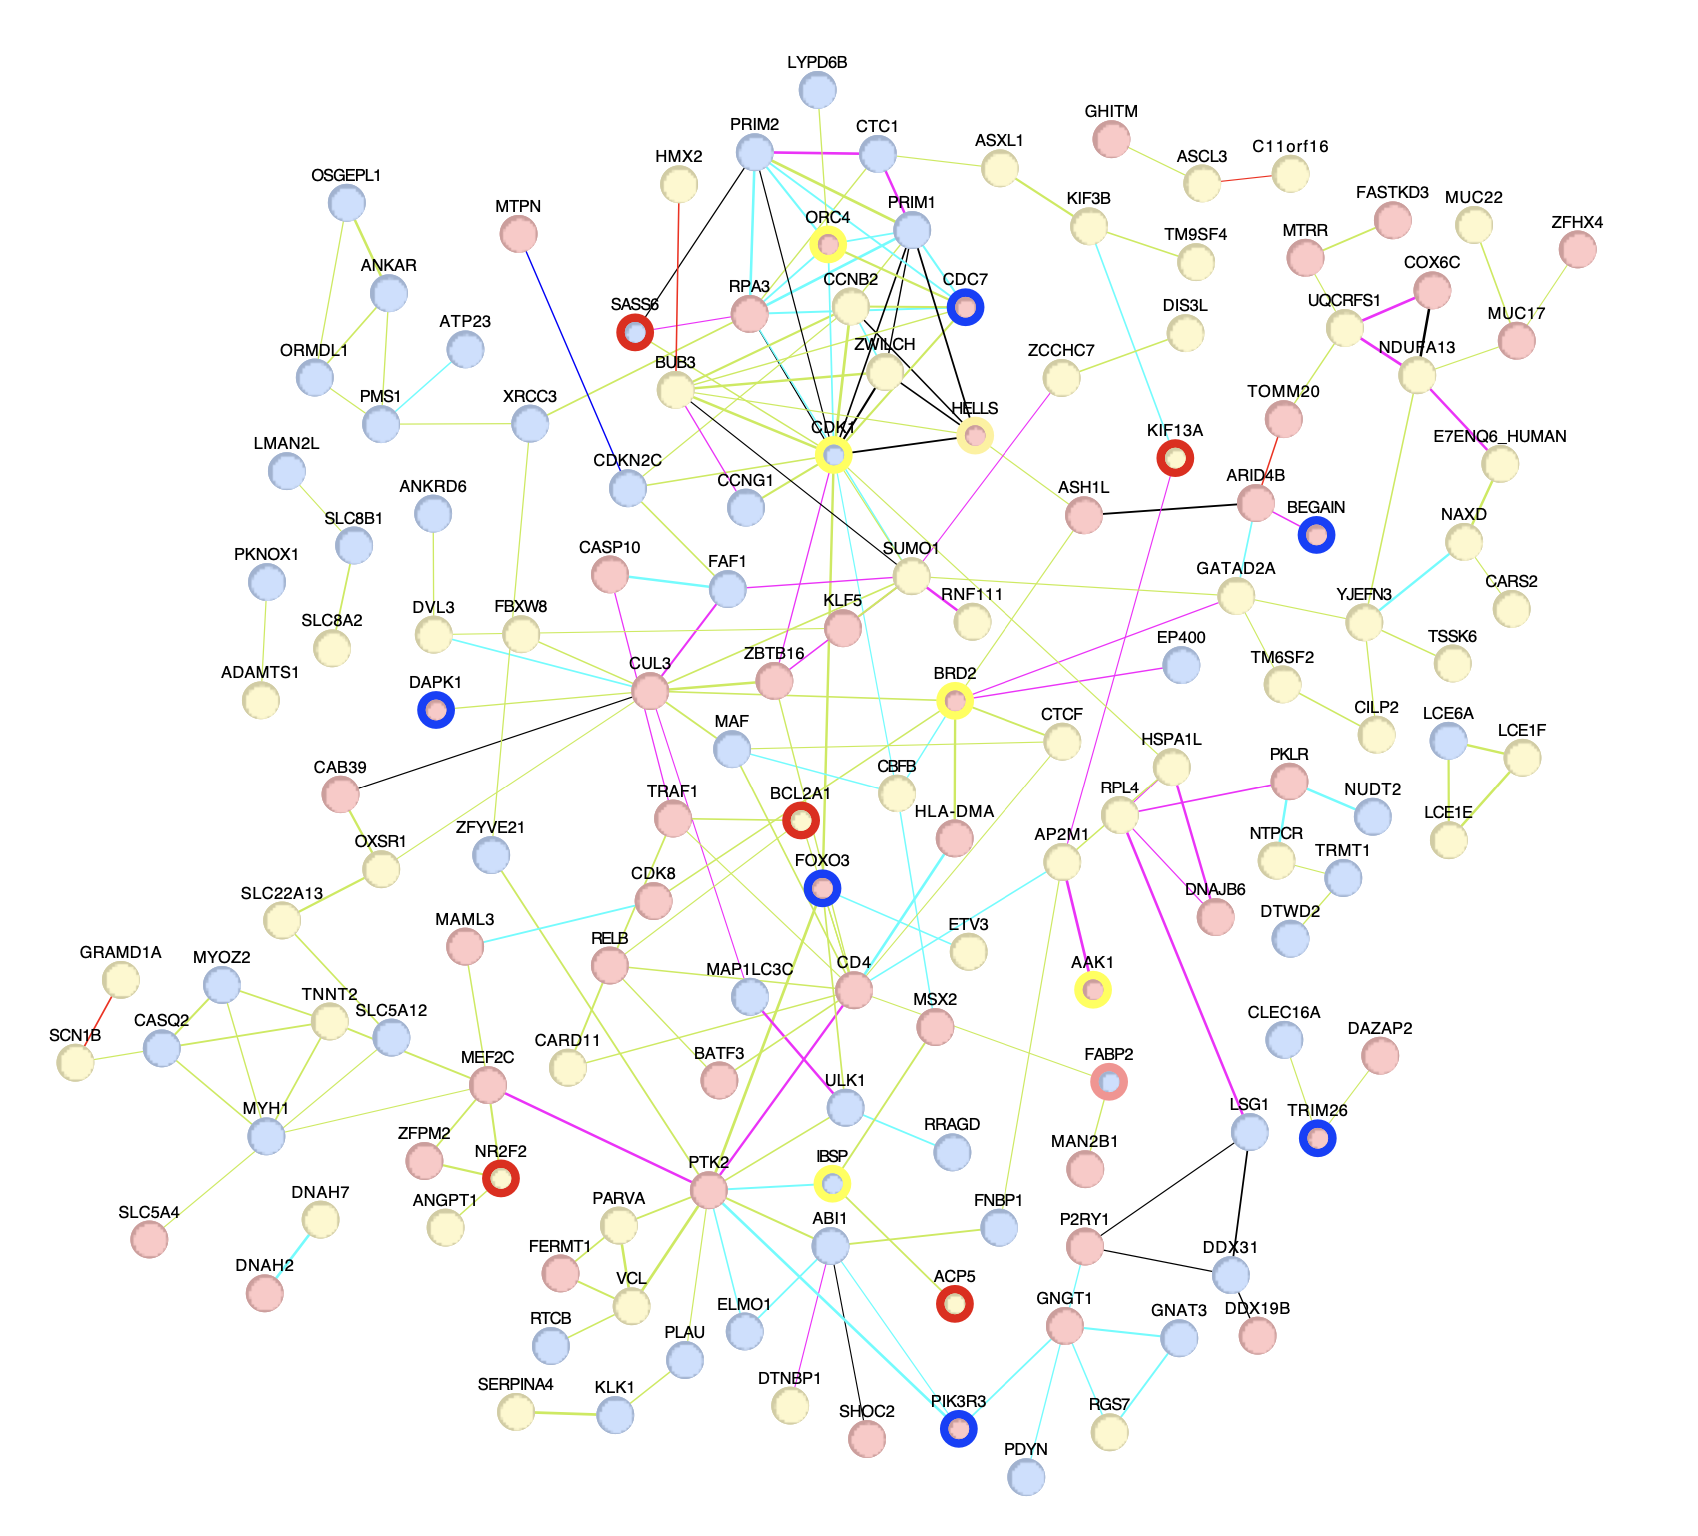 LYPD6B
GHITM
PRIM2
CTC1
ASXL1
C11orf16
HMX2
ASCL3
OSGEPL1
FASTKD3
MUC22
KIF3B
PRIM1
MTPN
ORC4
ZFHX4
MTRR
TM9SF4
ANKAR
COX6C
CCNB2
CDC7
RPA3
UQCRFS1
SASS6
DIS3L
MUC17
ATP23
ORMDL1
ZWILCH
NDUFA13
BUB3
ZCCHC7
PMS1
XRCC3
TOMM20
HELLS
CDK1
KIF13A
E7ENQ6_HUMAN
LMAN2L
CDKN2C
CCNG1
ARID4B
ANKRD6
ASH1L
BEGAIN
SLC8B1
NAXD
CASP10
SUMO1
PKNOX1
FAF1
GATAD2A
CARS2
RNF111
YJEFN3
KLF5
DVL3
FBXW8
SLC8A2
EP400
TSSK6
ZBTB16
TM6SF2
CUL3
ADAMTS1
BRD2
DAPK1
CILP2
LCE6A
CTCF
MAF
LCE1F
HSPA1L
PKLR
CAB39
CBFB
RPL4
NUDT2
TRAF1
BCL2A1
HLA-DMA
LCE1E
ZFYVE21
AP2M1
NTPCR
OXSR1
TRMT1
FOXO3
CDK8
SLC22A13
DNAJB6
DTWD2
MAML3
ETV3
GRAMD1A
RELB
MYOZ2
CD4
AAK1
MAP1LC3C
TNNT2
SLC5A12
MSX2
CLEC16A
CASQ2
SCN1B
DAZAP2
CARD11
BATF3
FABP2
MEF2C
ULK1
LSG1
MYH1
TRIM26
ZFPM2
RRAGD
MAN2B1
NR2F2
IBSP
PTK2
DNAH7
PARVA
ANGPT1
FNBP1
SLC5A4
ABI1
P2RY1
FERMT1
DDX31
DNAH2
VCL
ACP5
ELMO1
GNGT1
GNAT3
DDX19B
RTCB
PLAU
SERPINA4
KLK1
DTNBP1
PIK3R3
RGS7
SHOC2
PDYN